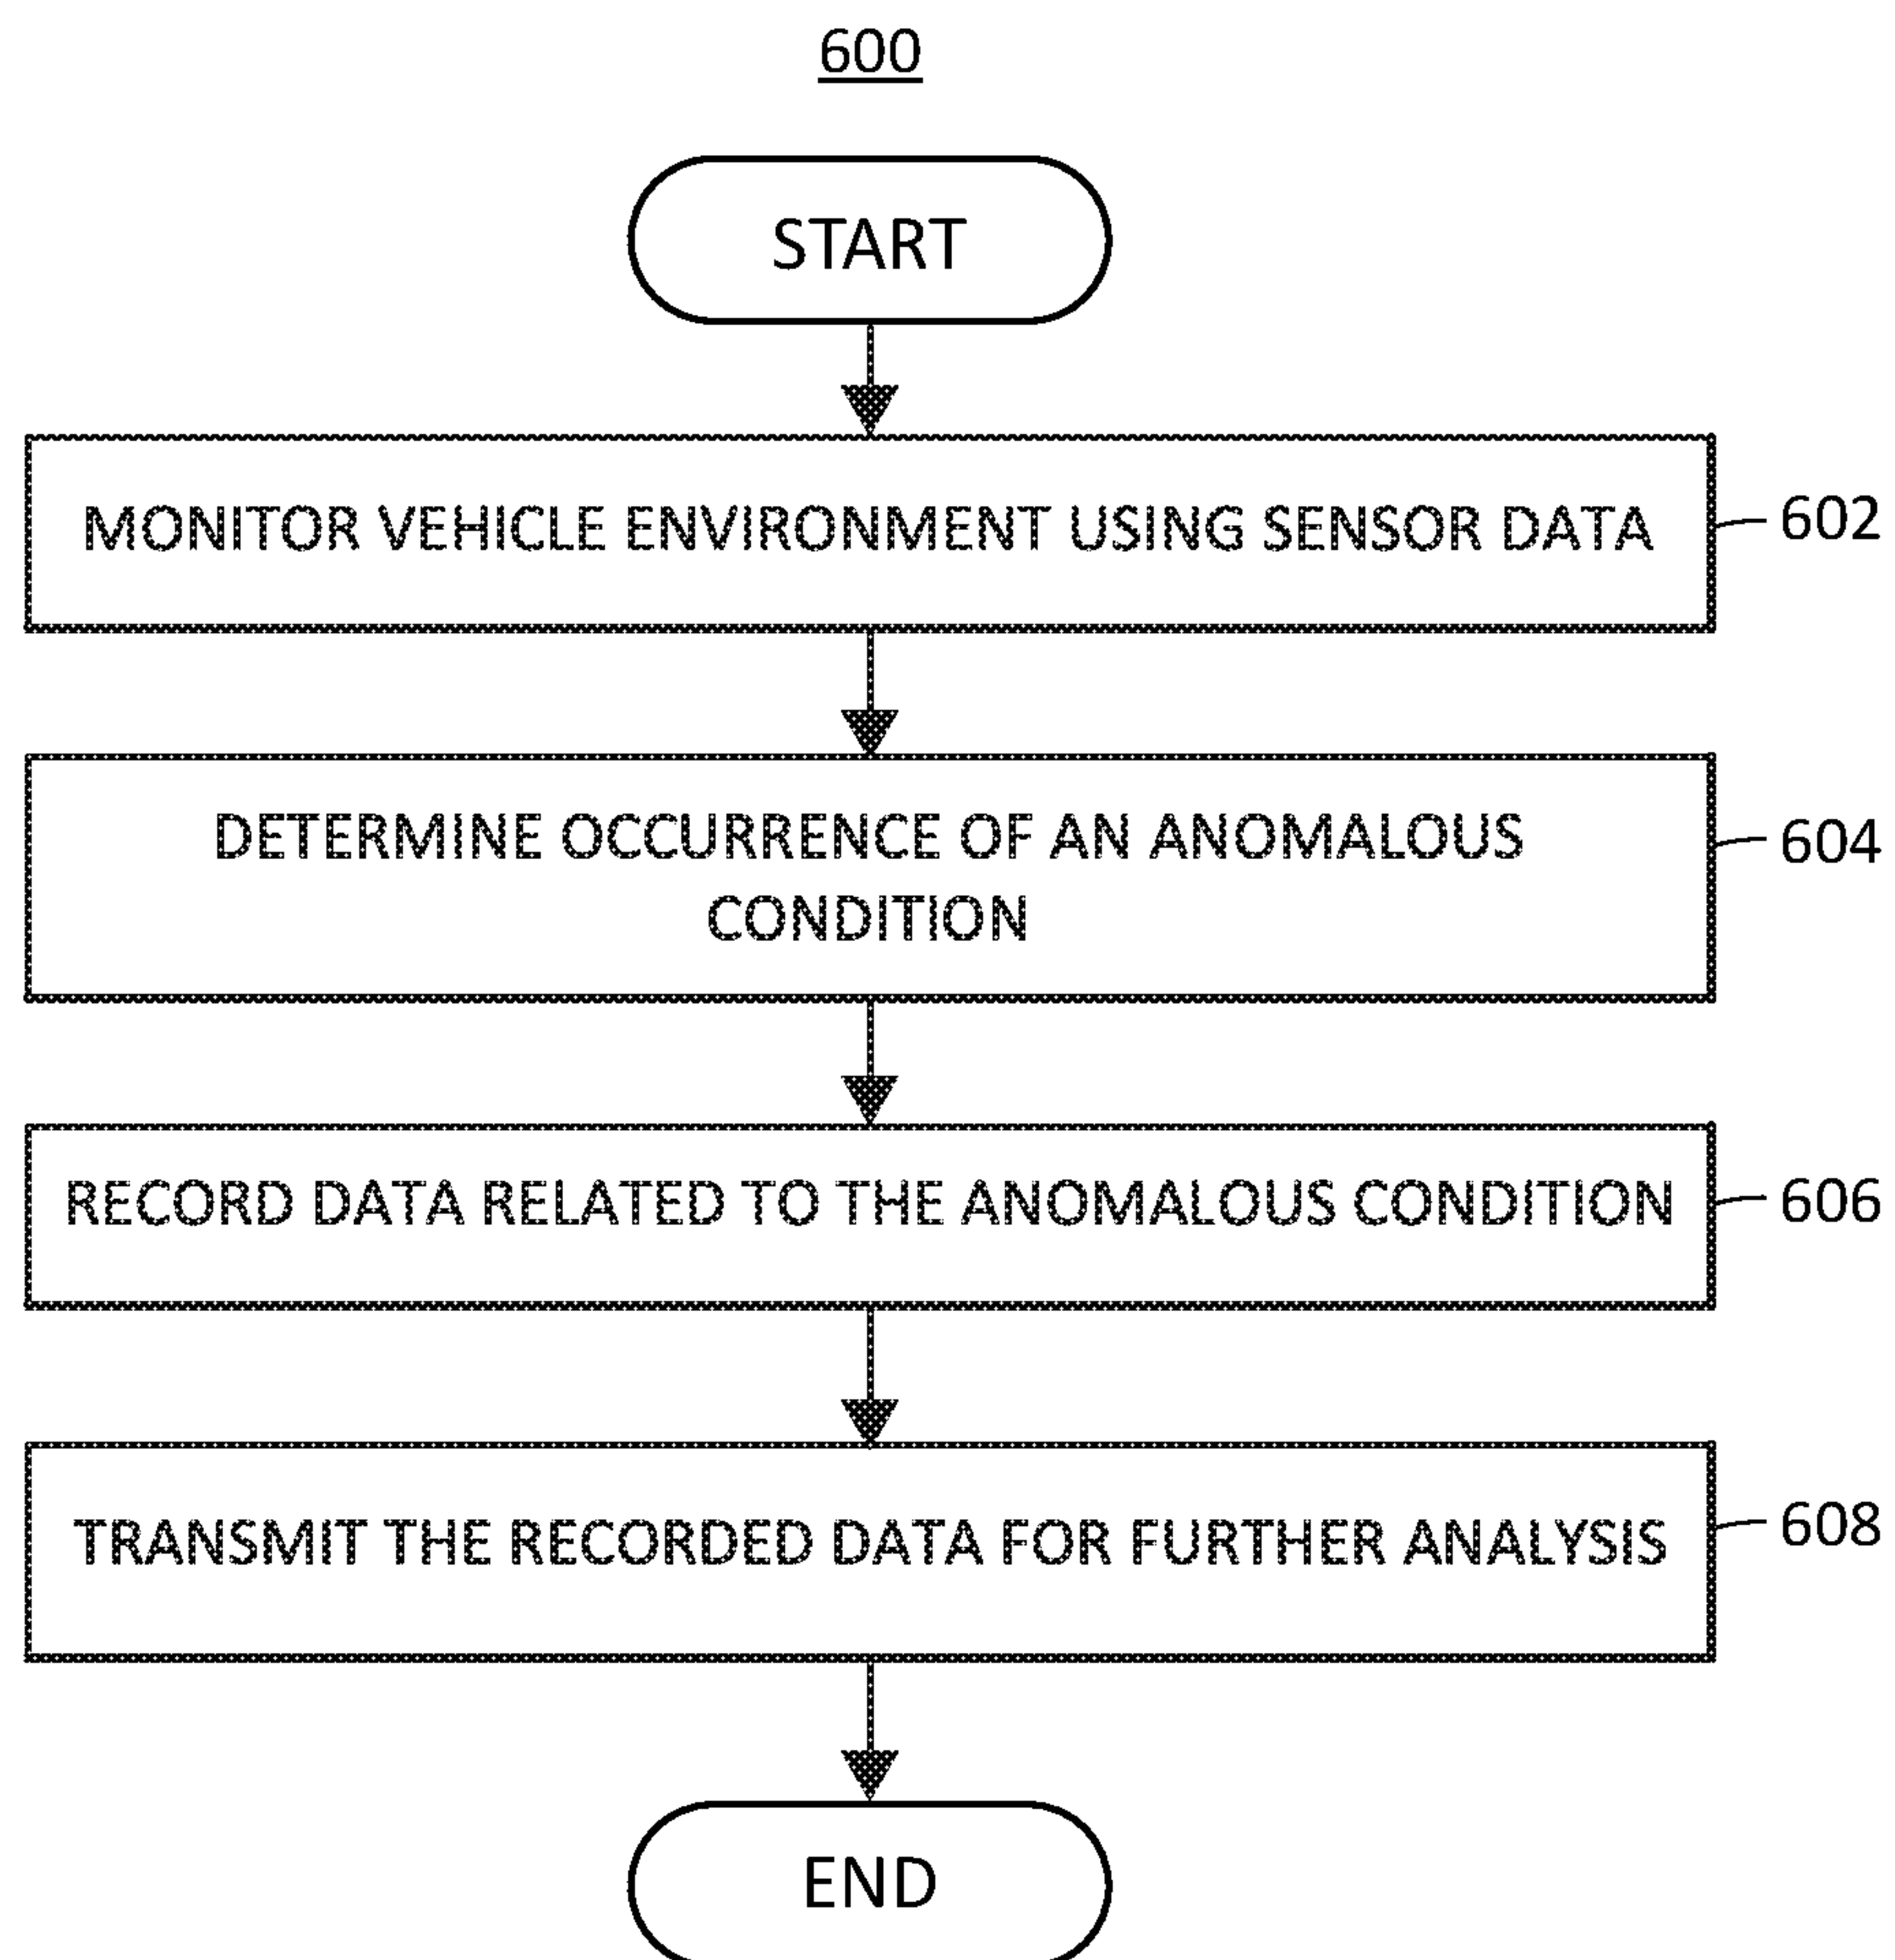 600
START
MONITOR VEHICLE ENVIRONMENT USING SENSOR DATA
602
DETERMINE OCCURRENCE OF AN ANOMALOUS
CONDITION
604
RECORD DATA RELATED TO THE ANOMALOUS CONDITION
606
TRANSMIT THE RECORDED DATA FOR FURTHER ANALYSIS
608
END